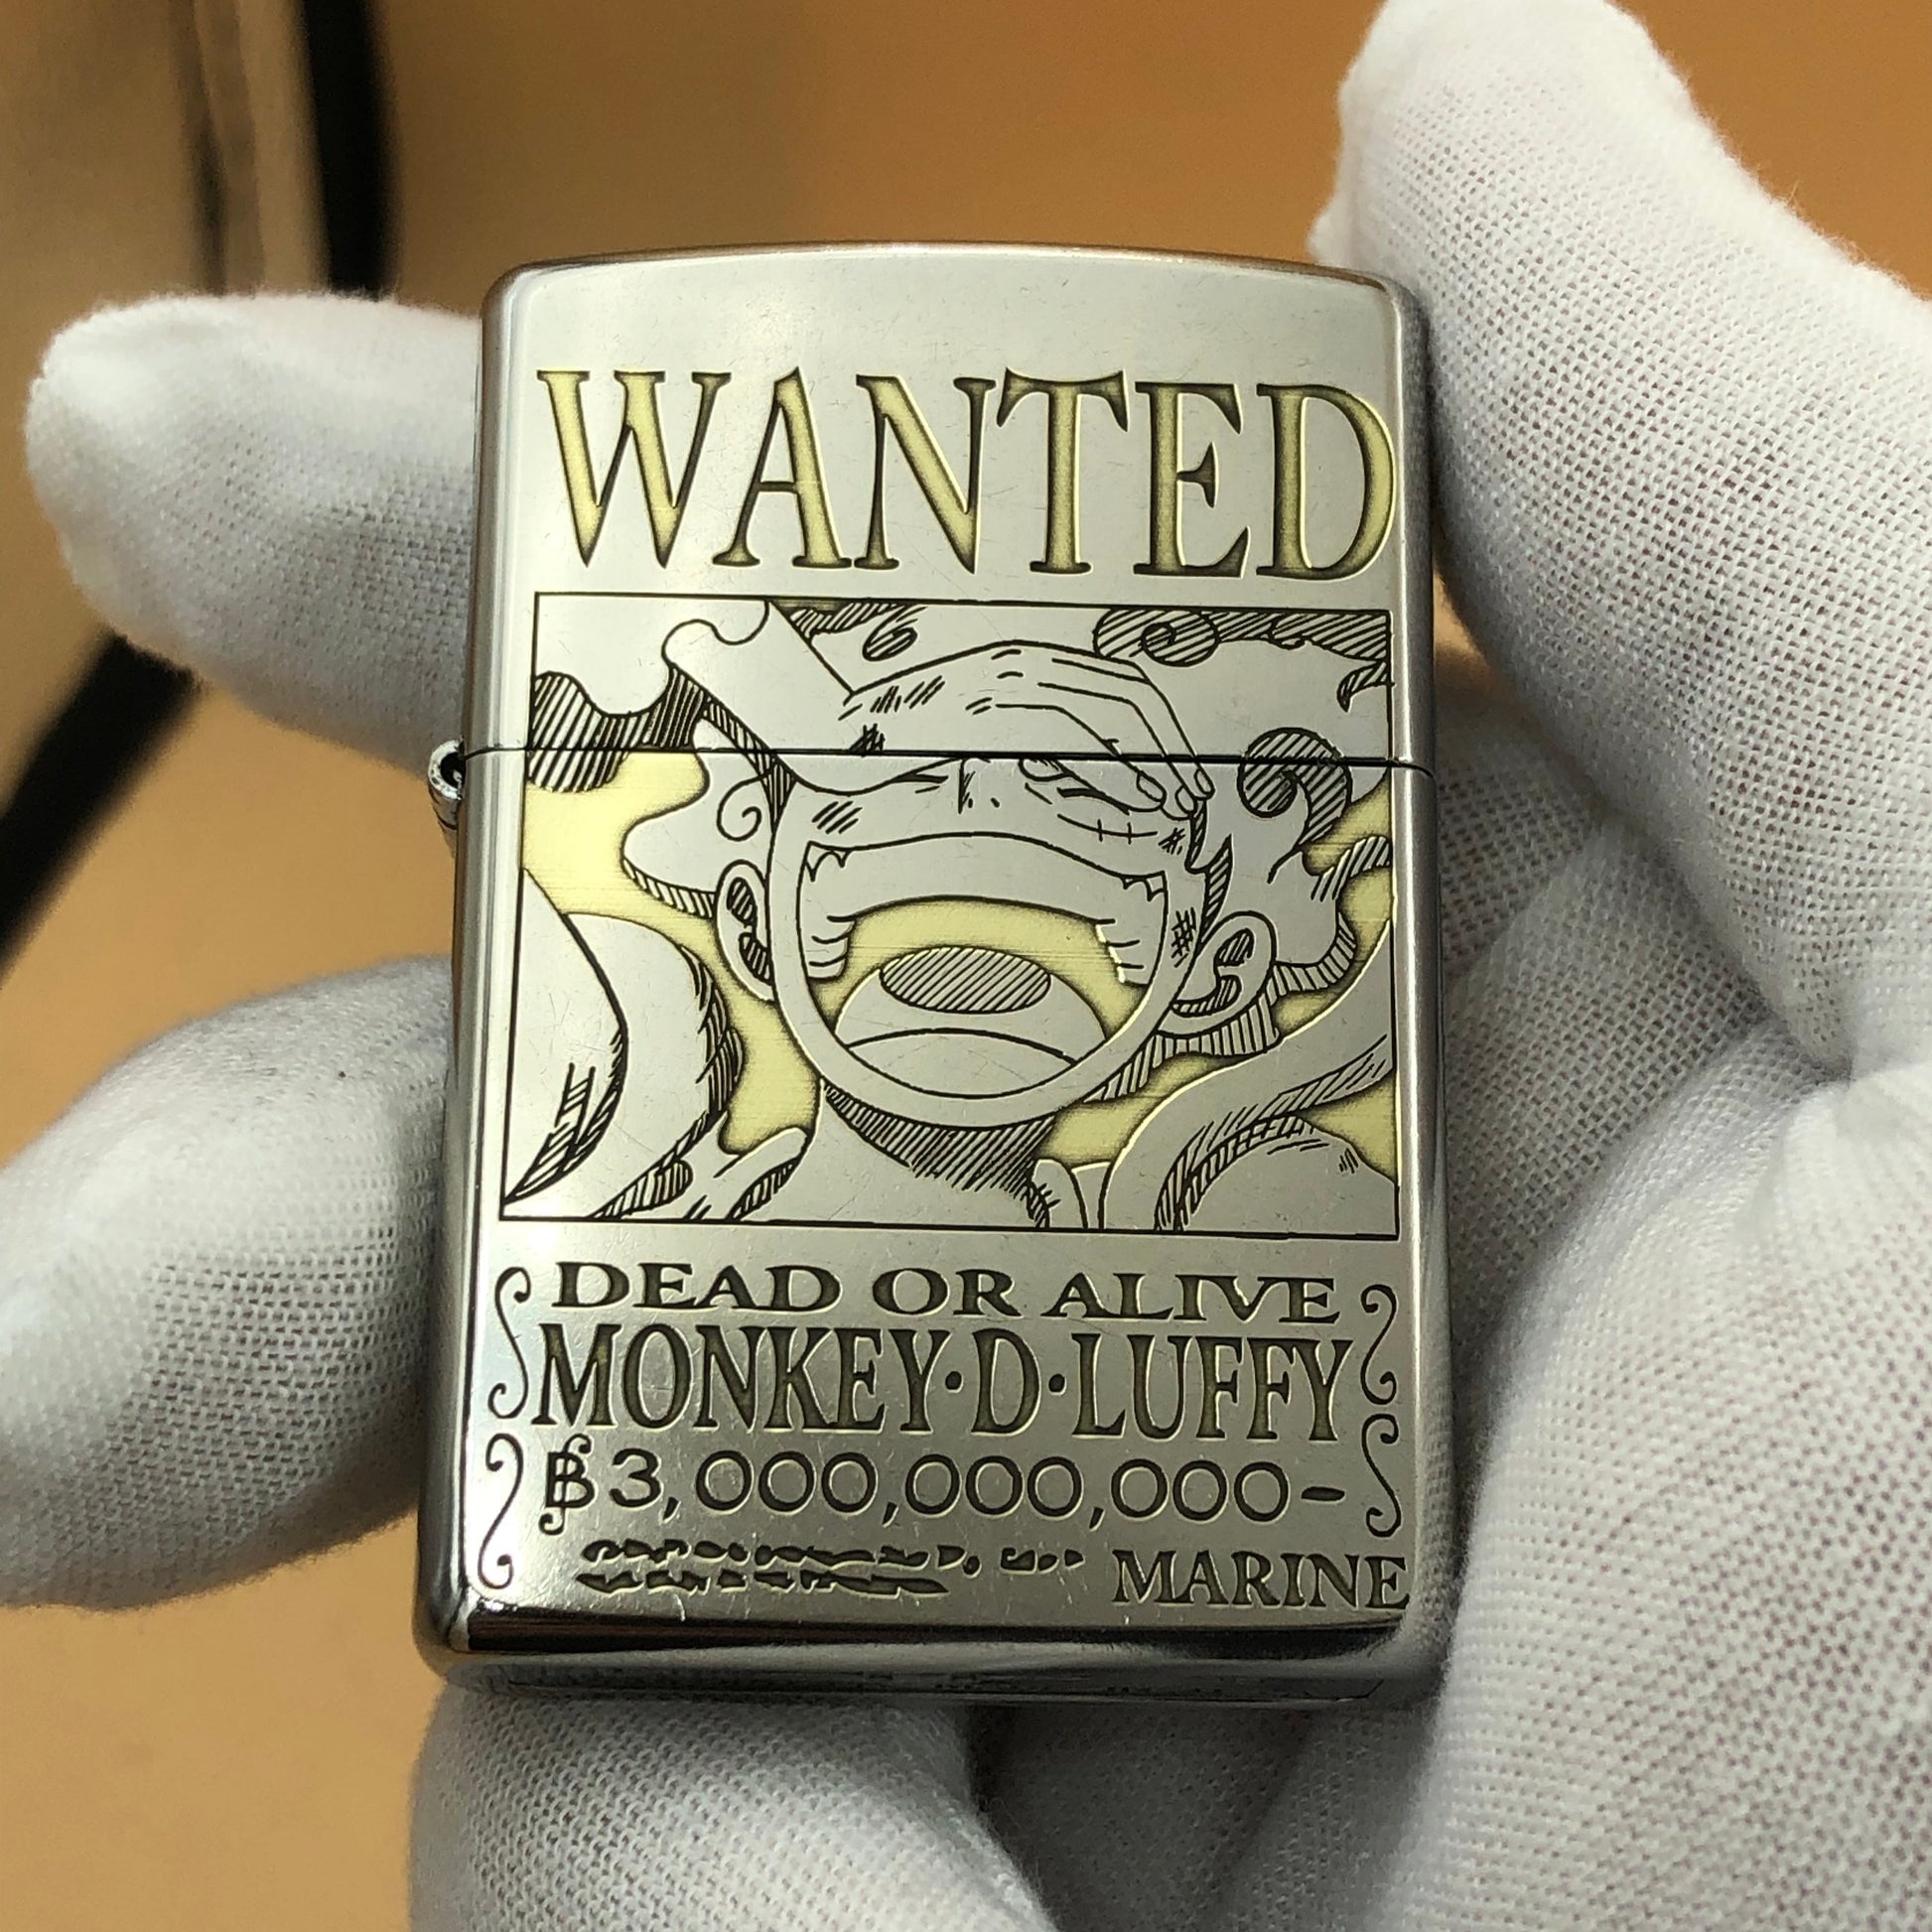 WANTED
DEAD OR ALIVE
MONKEY·D·LUFFY
฿3,000,000,000-
MARINE